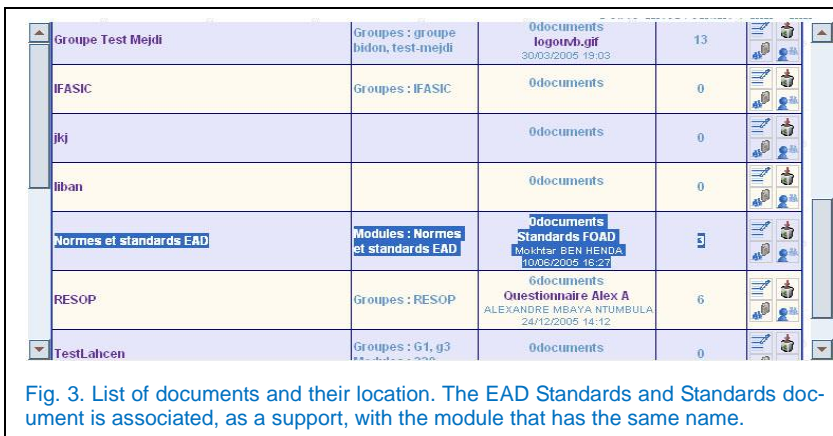 Groupe Test Mejdi
Groupes : groupe
bidon, test-mejdi
0documents
logouvb.gif
30/03/2005 19:03
13
IFASIC
Groupes : IFASIC
0documents
0
jkj
0documents
0
liban
0documents
0
Normes et standards EAD
Modules : Normes
et standards EAD
0documents
Standards FOAD
Mokhtar BEN HENDA
10/06/2005 16:27
3
RESOP
Groupes : RESOP
6documents
Questionnaire Alex A
ALEXANDRE MBAYA NTUMBULA
24/12/2005 14:12
6
TestLahcen
Groupes : G1, g3
0documents
0
Fig. 3. List of documents and their location. The EAD Standards and Standards doc-
ument is associated, as a support, with the module that has the same name.